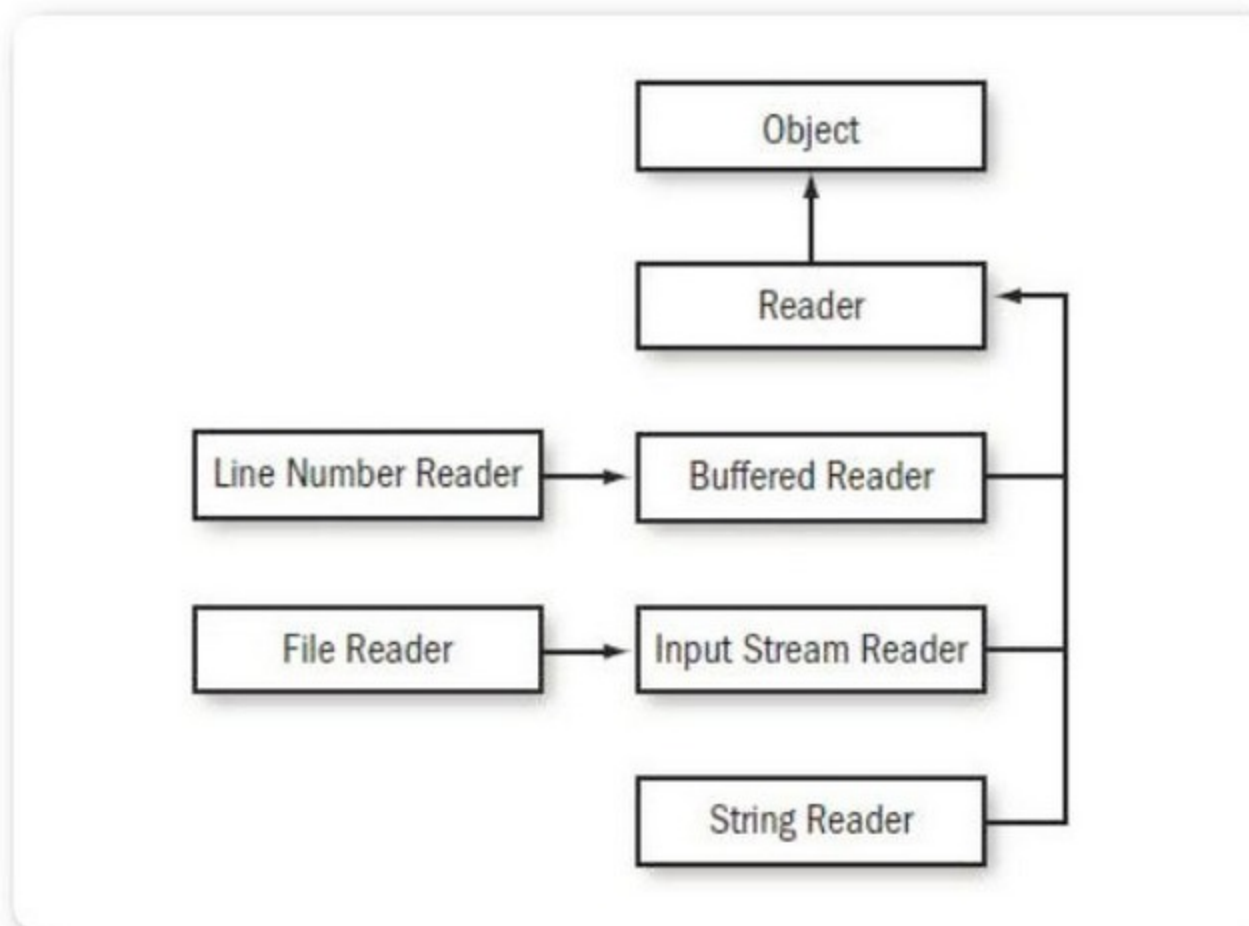 Object
Reader
Line Number Reader
Buffered Reader
File Reader
Input Stream Reader
String Reader